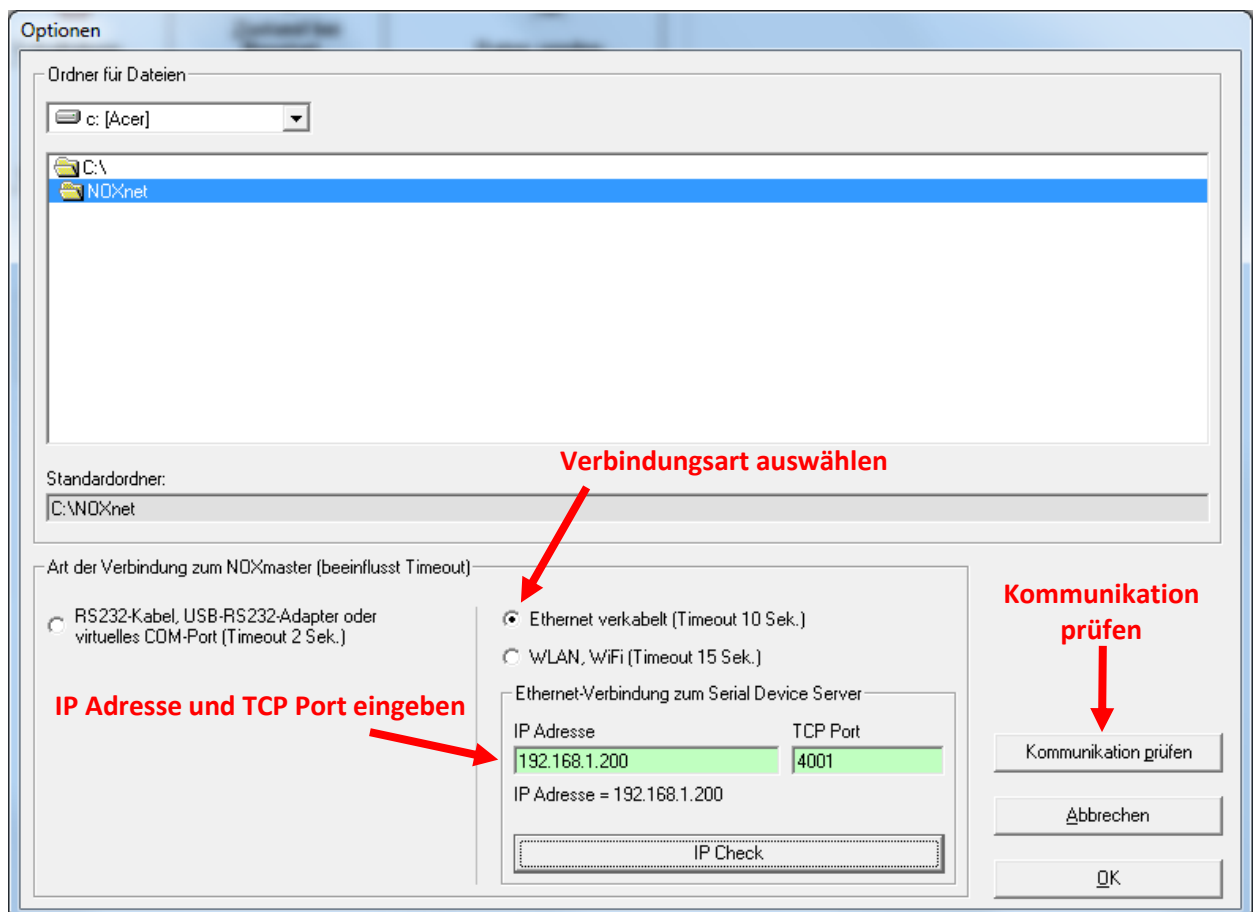 Optionen
Ordner für Dateien
c: [Acer]
C:\
NOXnet
Verbindungsart auswählen
Standardordner:
C:\NOXnet
Art der Verbindung zum NOXmaster (beeinflusst Timeout)
RS232-Kabel, USB-RS232-Adapter oder
virtuelles COM-Port (Timeout 2 Sek.)
Ethernet verkabelt (Timeout 10 Sek.)
WLAN, WiFi (Timeout 15 Sek.)
Kommunikation
prüfen
IP Adresse und TCP Port eingeben
Ethernet-Verbindung zum Serial Device Server
IP Adresse
TCP Port
192.168.1.200
4001
IP Adresse = 192.168.1.200
IP Check
Kommunikation prüfen
Abbrechen
OK